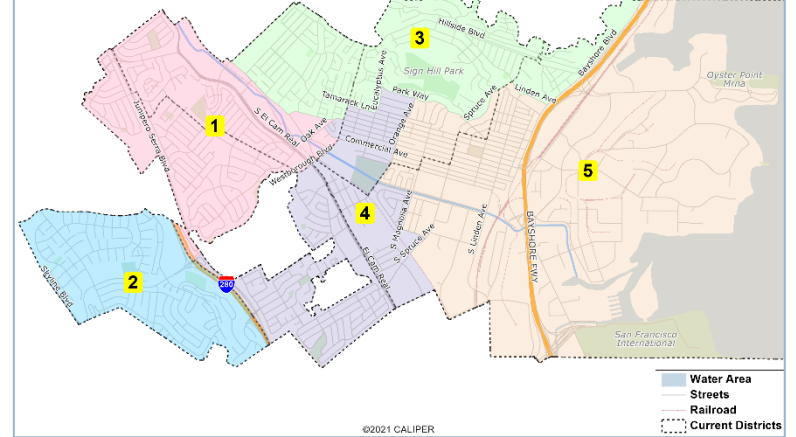 3
Hillside Blvd
Bayshore Blvd
Sign Hill Park
Eucalyptus Ave
Oyster Point
Mrna
Park Way
Linden Ave
Tamarack Ln
Spruce Ave
Junipero Serra Blvd
1
S El Cam Real
Oak Ave
Orange Ave
Commercial Ave
Westborough Blvd
5
4
S Magnolia Ave
S Linden Ave
BAYSHORE FWY
S Spruce Ave
El Cam Real
Skyline Blvd
2
280
San Francisco
International
Water Area
Streets
Railroad
Current Districts
©2021 CALIPER